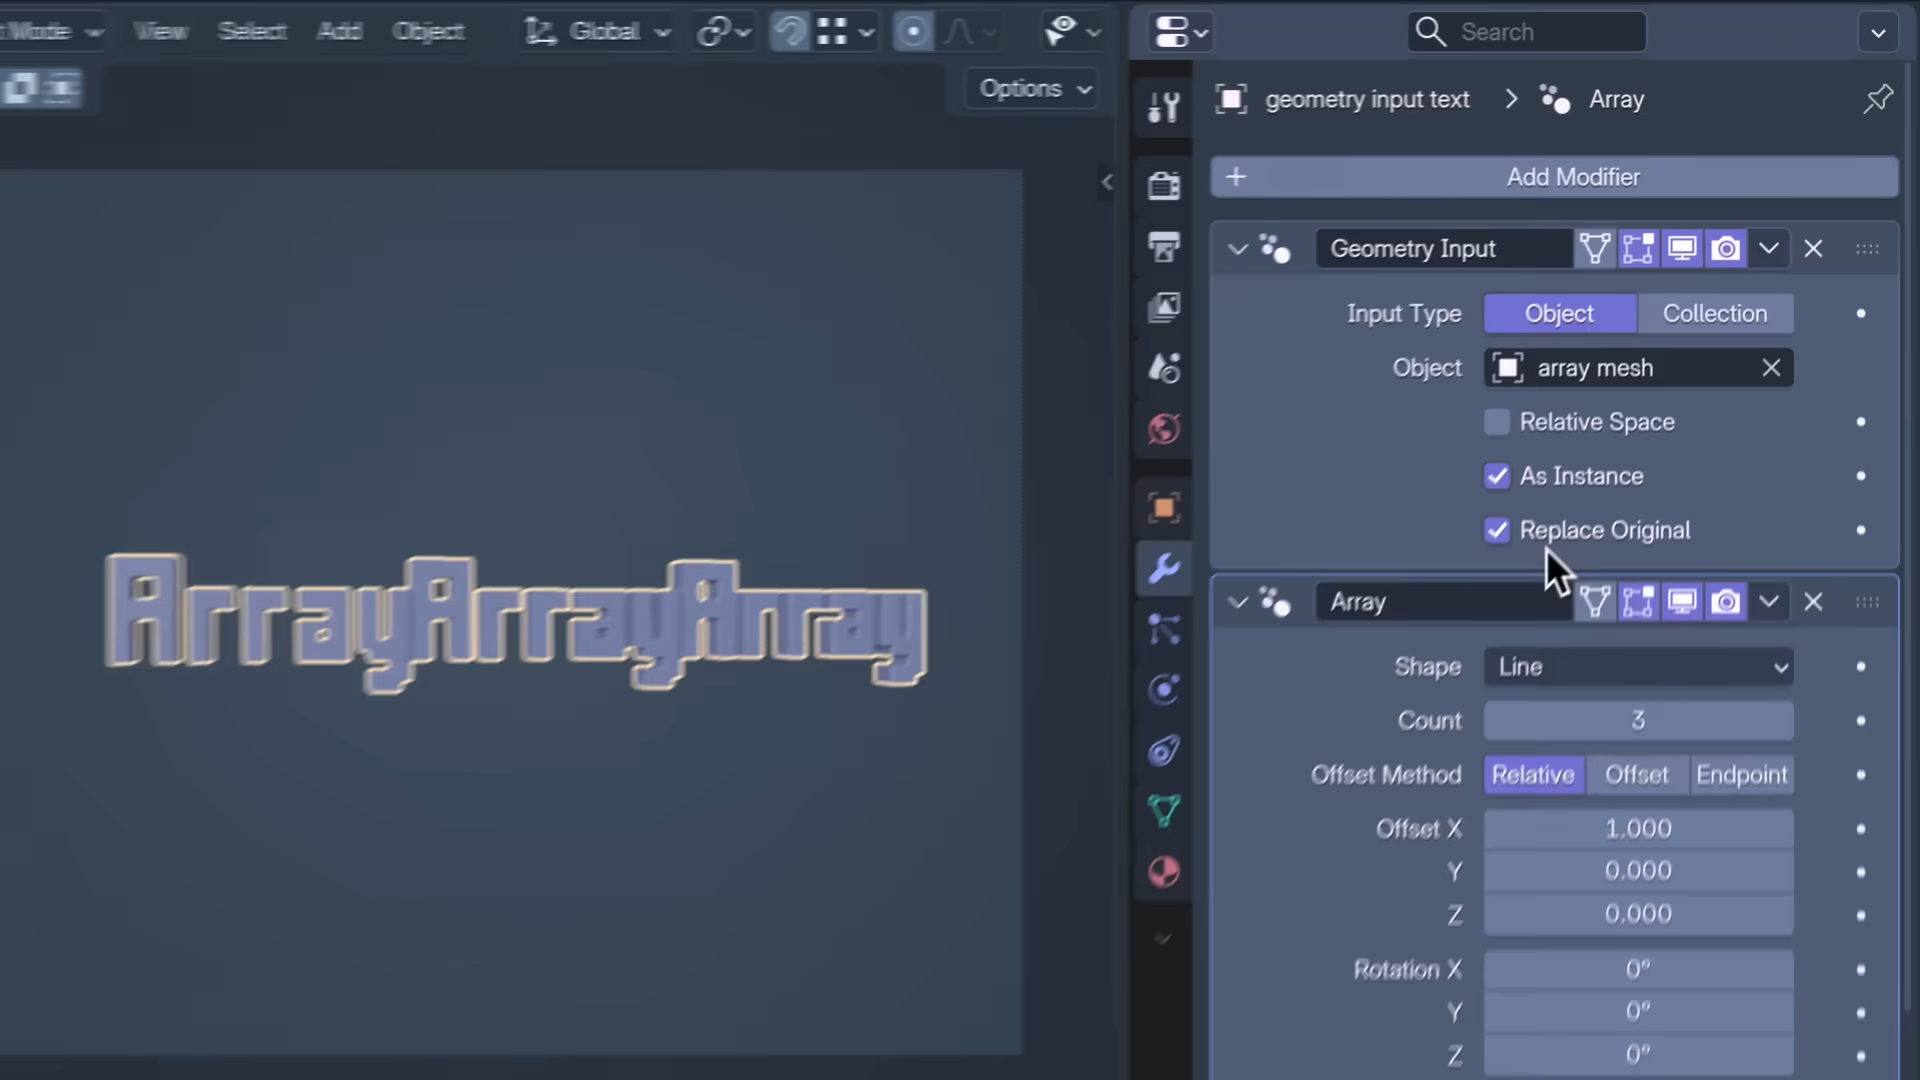 Mode View Select Add Object Global
Options
Search
geometry input text > Array
Add Modifier
Geometry Input
Input Type Object Collection
Object array mesh
Relative Space
As Instance
Replace Original
Array
Shape Line
Count 3
Offset Method Relative Offset Endpoint
Offset X 1.000
Y 0.000
Z 0.000
Rotation X 0°
Y 0°
Z 0°
ArrayArrayArray